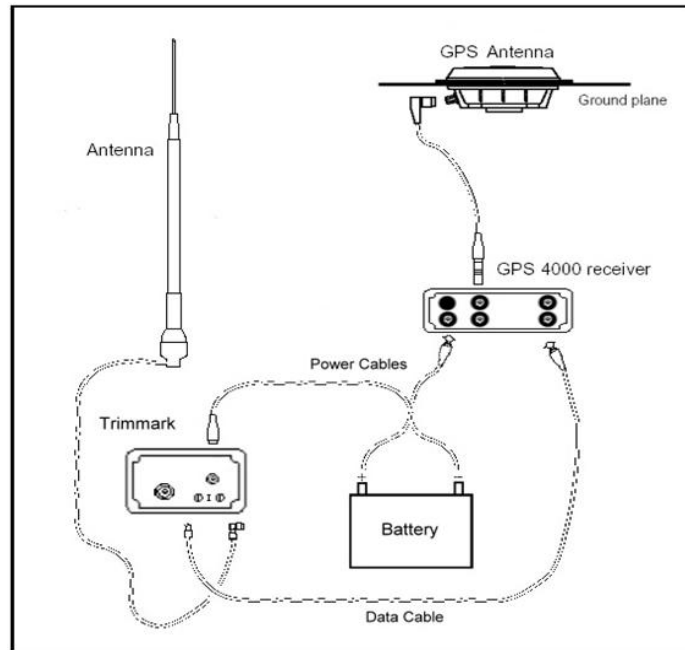 GPS Antenna
Ground plane
Antenna
GPS 4000 receiver
Power Cables
Trimmark
Battery
Data Cable